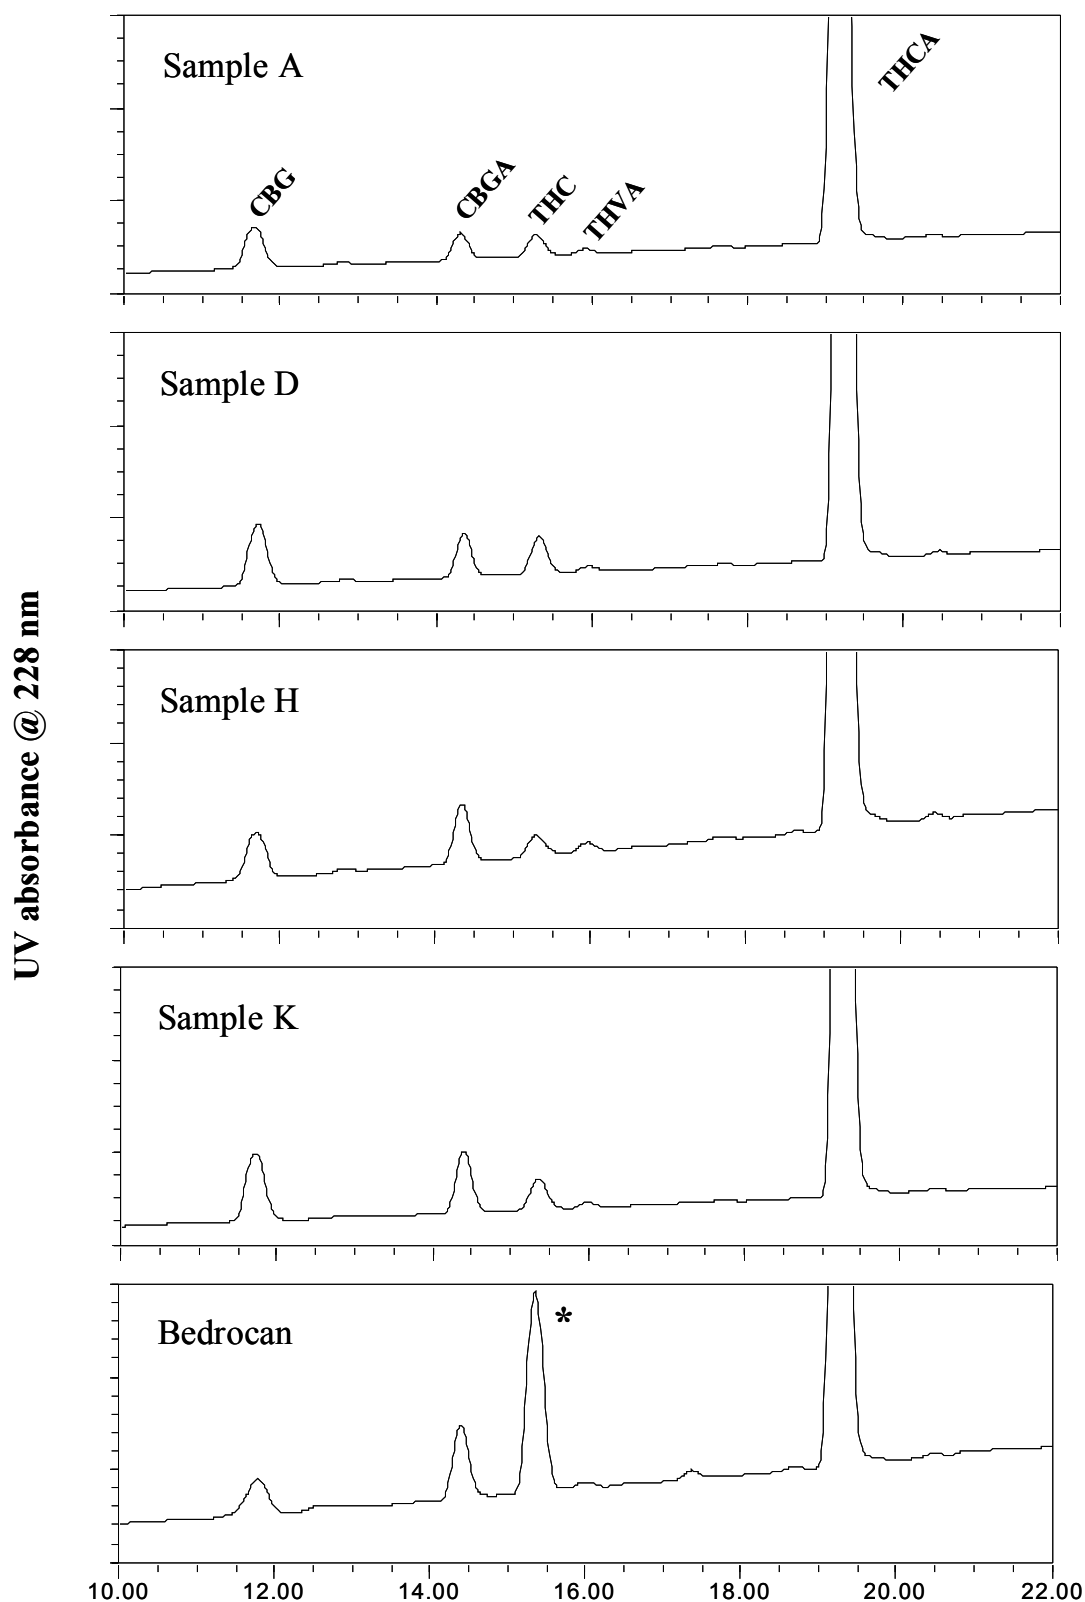 Sample A
THCA
CBG
CBGA
THC
THVA
Sample D
Sample H
UV absorbance @ 228 nm
Sample K
Bedrocan
*
10.00 12.00 14.00 16.00 18.00 20.00 22.00